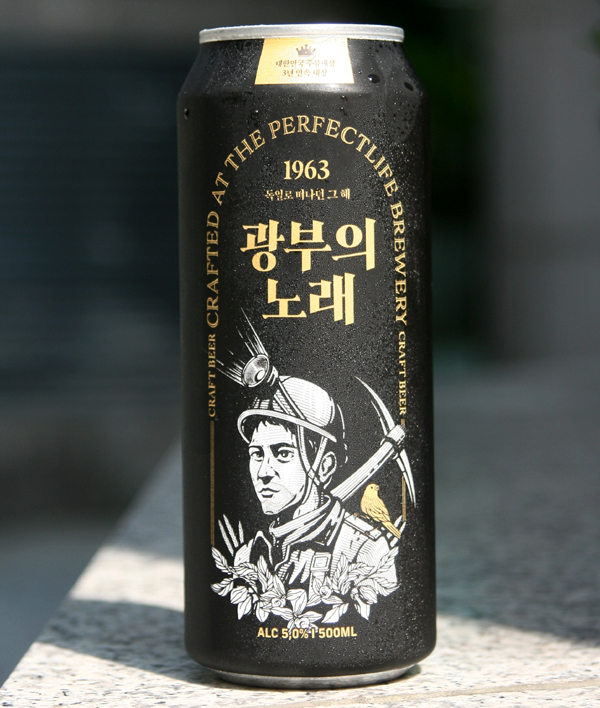 대한민국 주류대상
3년 연속 대상
CRAFT BEER CRAFTED AT THE PERFECTLIFE BREWERY CRAFT BEER
1963
독일로 떠나던 그 해
광부의
노래
ALC 5.0% I 500ML